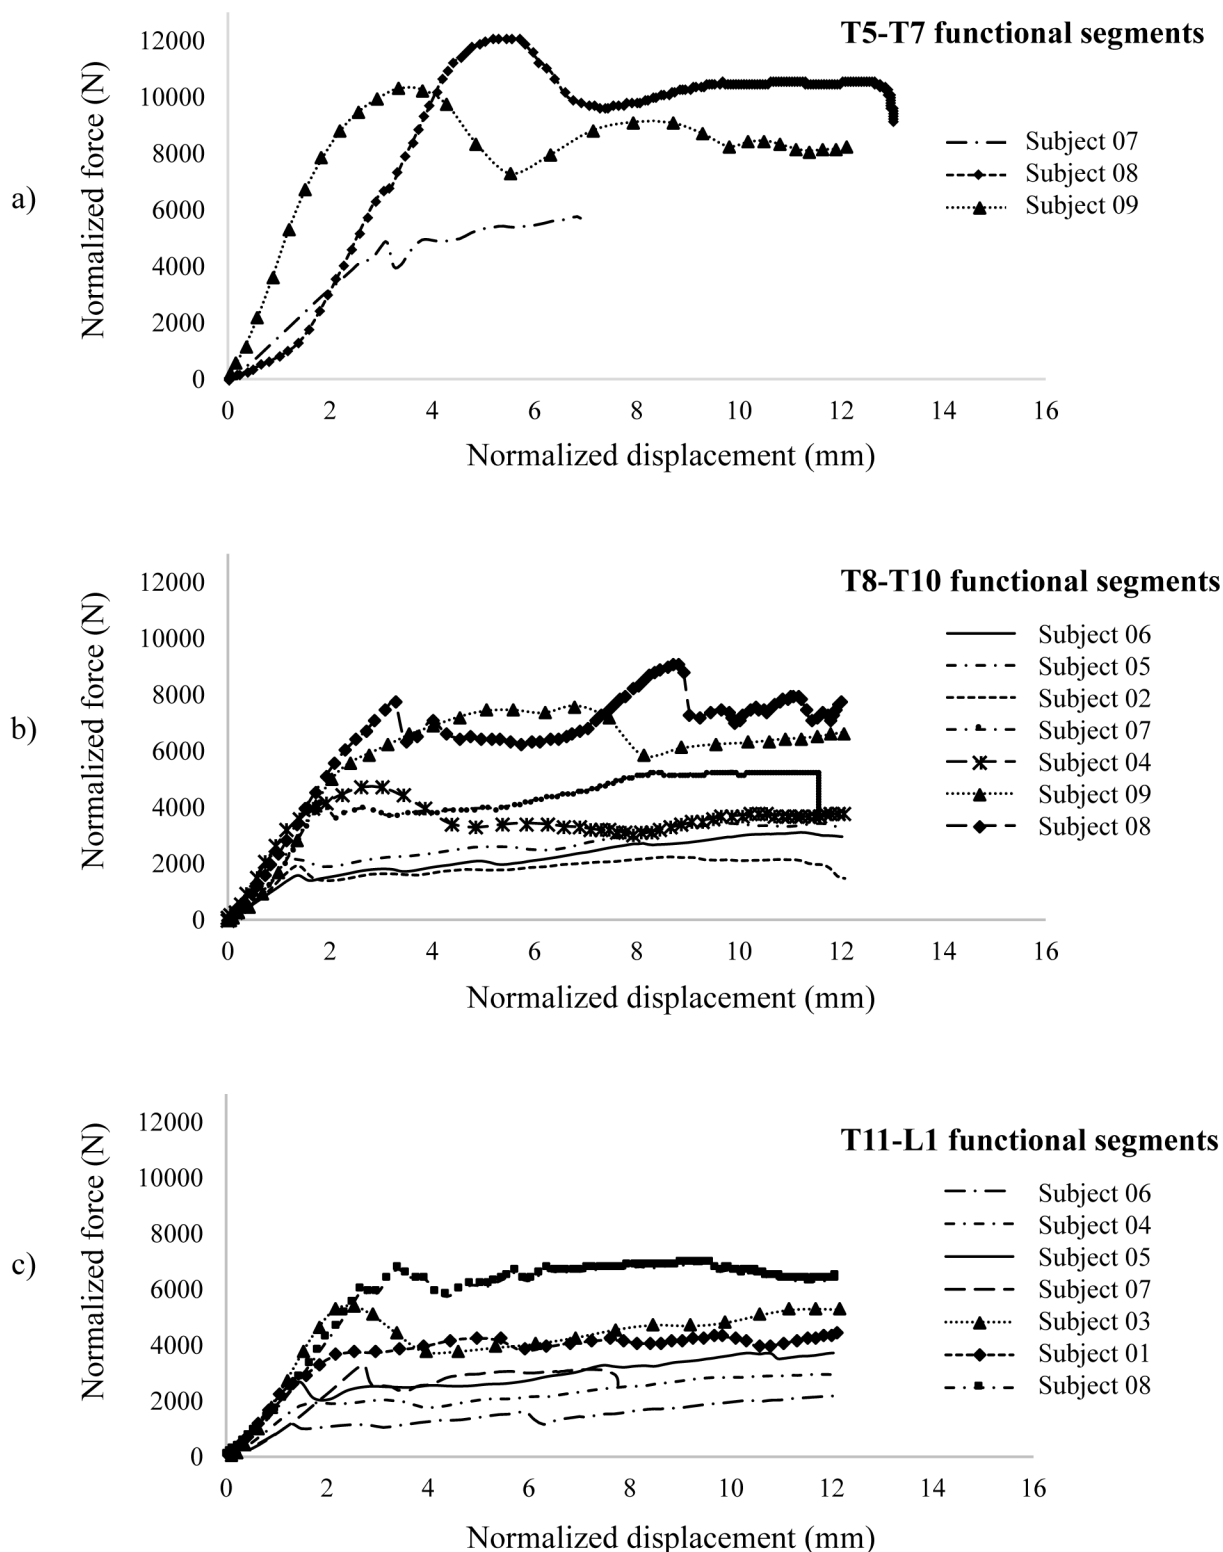 a)
T5-T7 functional segments
Normalized force (N)
12000
10000
8000
6000
4000
2000
0
0 2 4 6 8 10 12 14 16
Normalized displacement (mm)
Subject 07
Subject 08
Subject 09
b)
T8-T10 functional segments
Normalized force (N)
12000
10000
8000
6000
4000
2000
0
0 2 4 6 8 10 12 14 16
Normalized displacement (mm)
Subject 06
Subject 05
Subject 02
Subject 07
Subject 04
Subject 09
Subject 08
c)
T11-L1 functional segments
Normalized force (N)
12000
10000
8000
6000
4000
2000
0
0 2 4 6 8 10 12 14 16
Normalized displacement (mm)
Subject 06
Subject 04
Subject 05
Subject 07
Subject 03
Subject 01
Subject 08